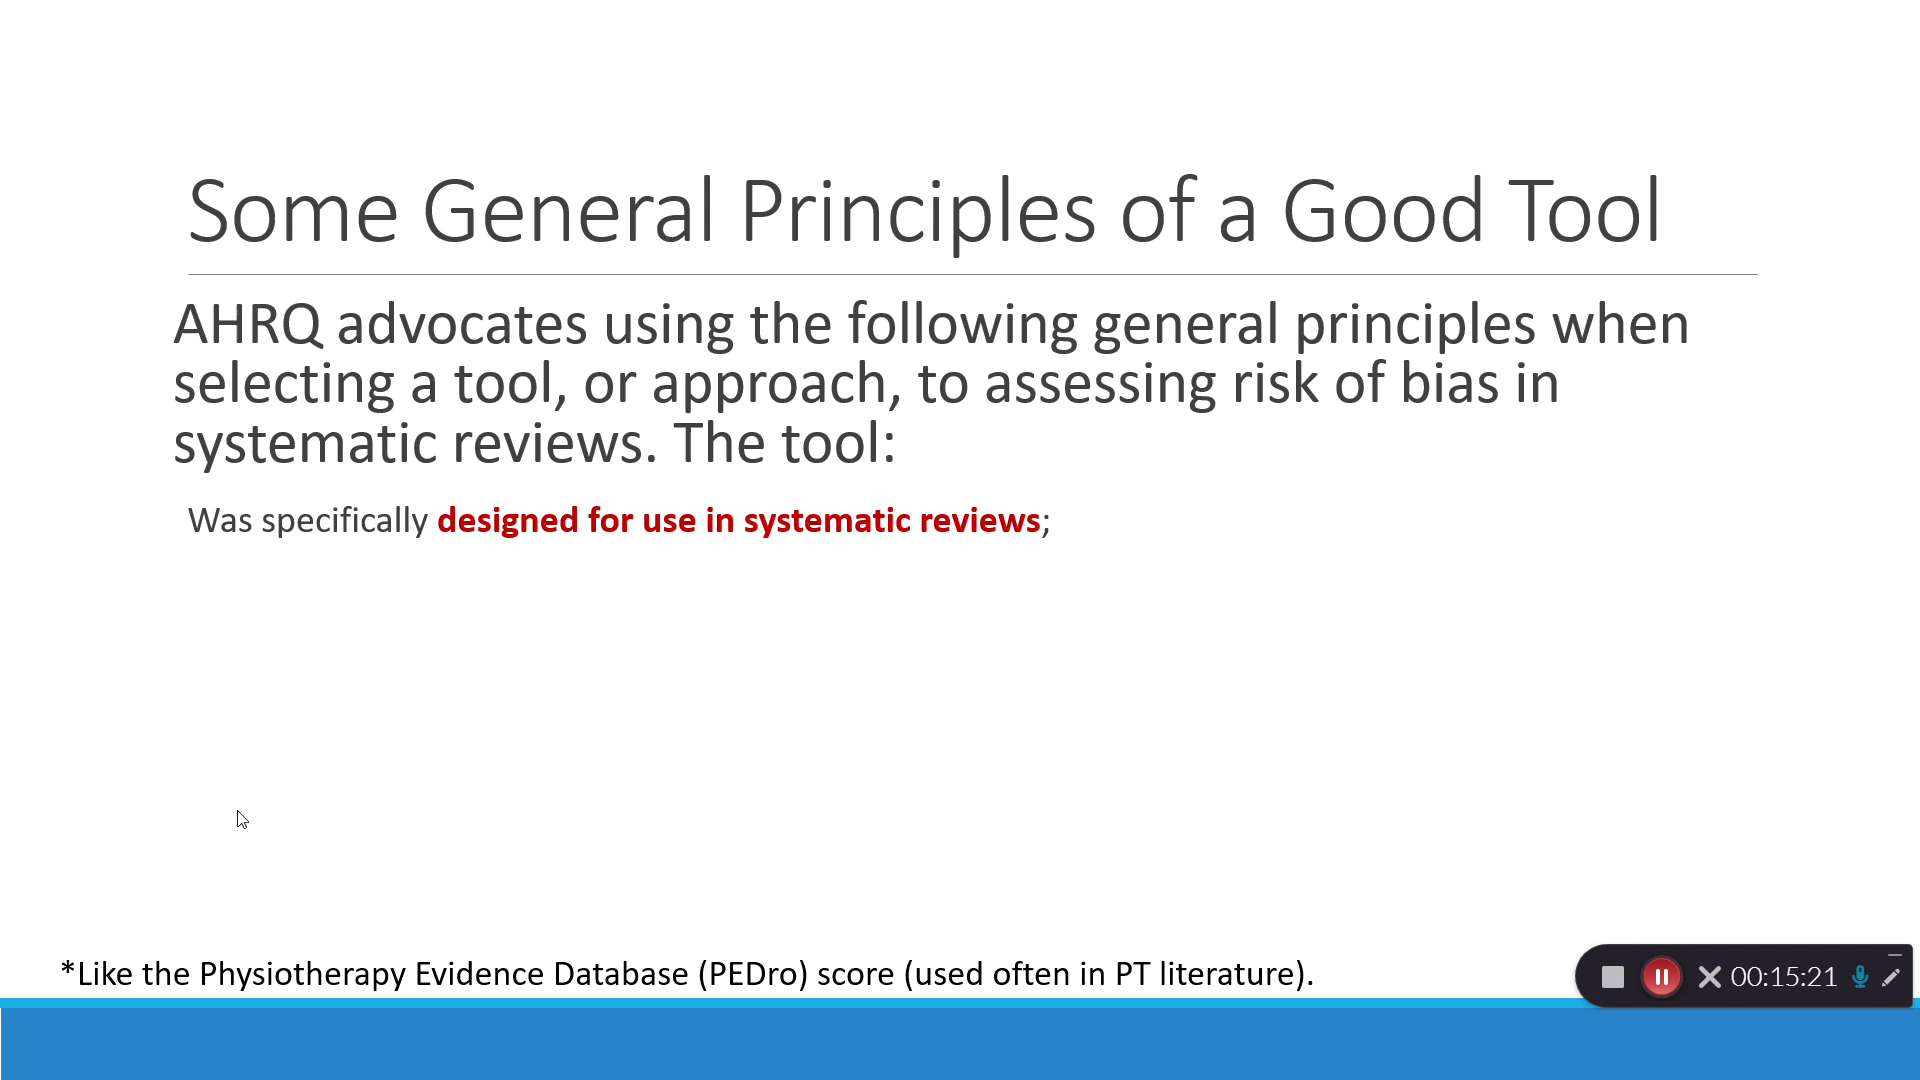 Some General Principles of a Good Tool
AHRQ advocates using the following general principles when
selecting a tool, or approach, to assessing risk of bias in
systematic reviews. The tool:
Was specifically designed for use in systematic reviews;
*Like the Physiotherapy Evidence Database (PEDro) score (used often in PT literature).
00:15:21